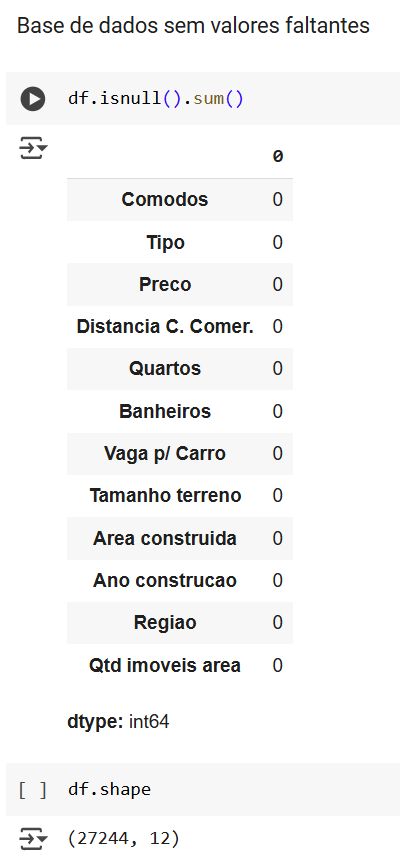 Base de dados sem valores faltantes
df.isnull().sum()
0
Comodos 0
Tipo 0
Preco 0
Distancia C. Comer. 0
Quartos 0
Banheiros 0
Vaga p/ Carro 0
Tamanho terreno 0
Area construida 0
Ano construcao 0
Regiao 0
Qtd imoveis area 0
dtype: int64
[ ] df.shape
(27244, 12)